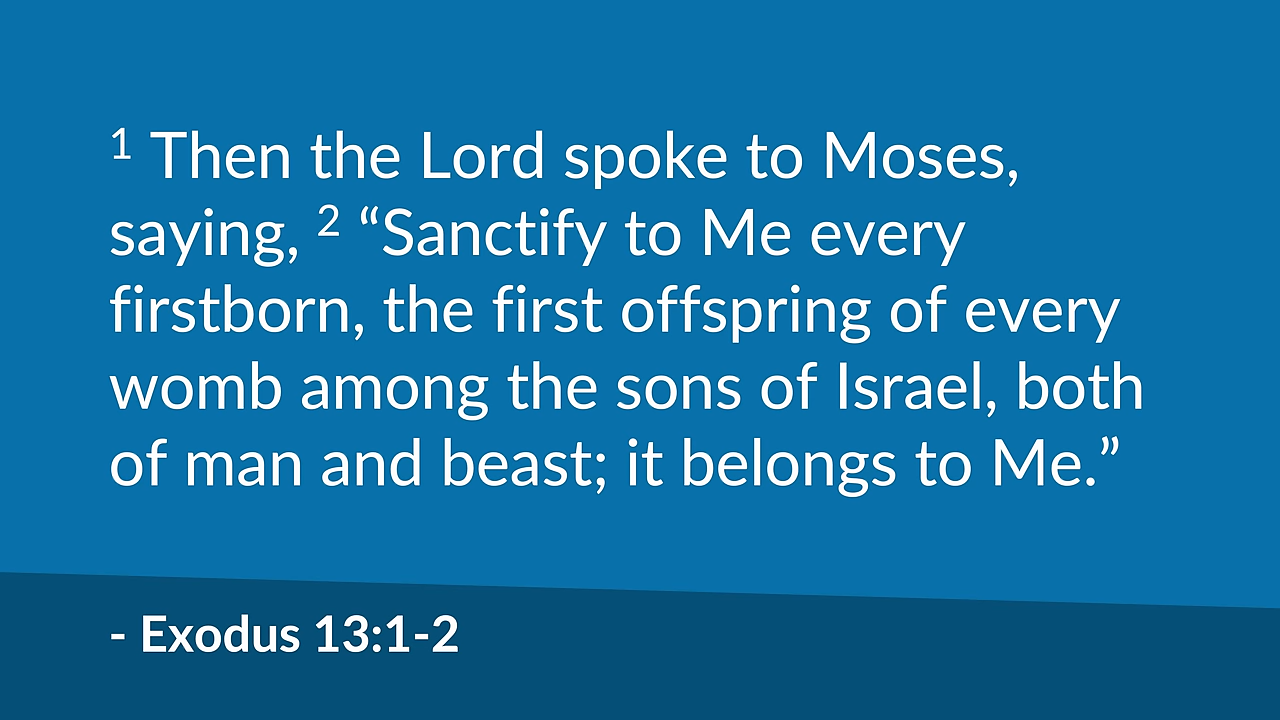 1 Then the Lord spoke to Moses,
saying, 2 “Sanctify to Me every
firstborn, the first offspring of every
womb among the sons of Israel, both
of man and beast; it belongs to Me.”
- Exodus 13:1-2